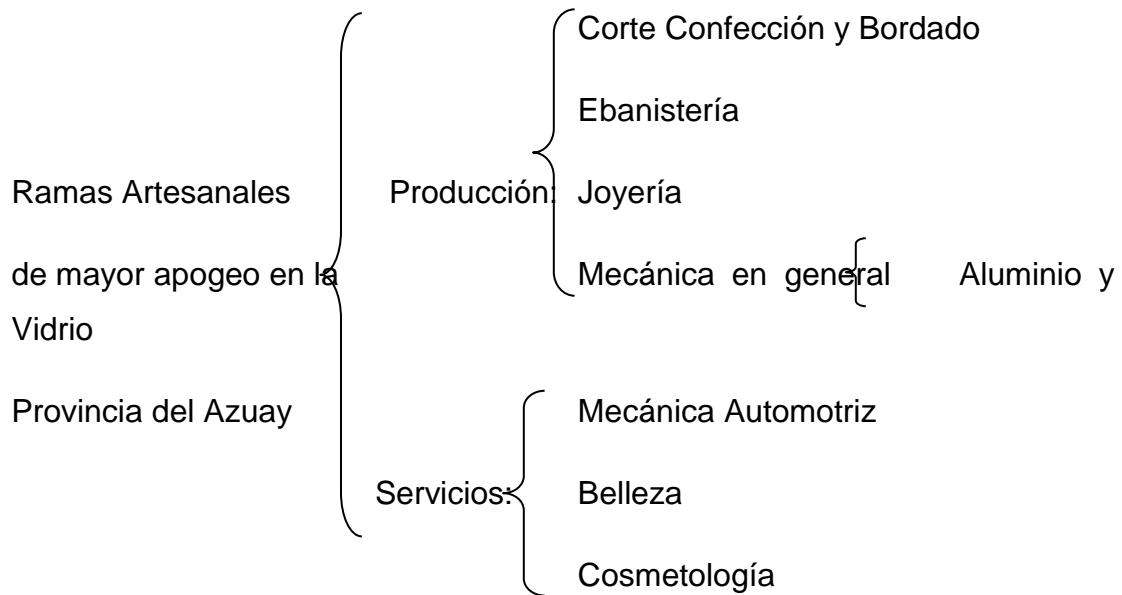 Corte Confección y Bordado
Ebanistería
Ramas Artesanales Producción: Joyería
de mayor apogeo en la Mecánica en general Aluminio y
Vidrio
Provincia del Azuay Mecánica Automotriz
Servicios: Belleza
Cosmetología